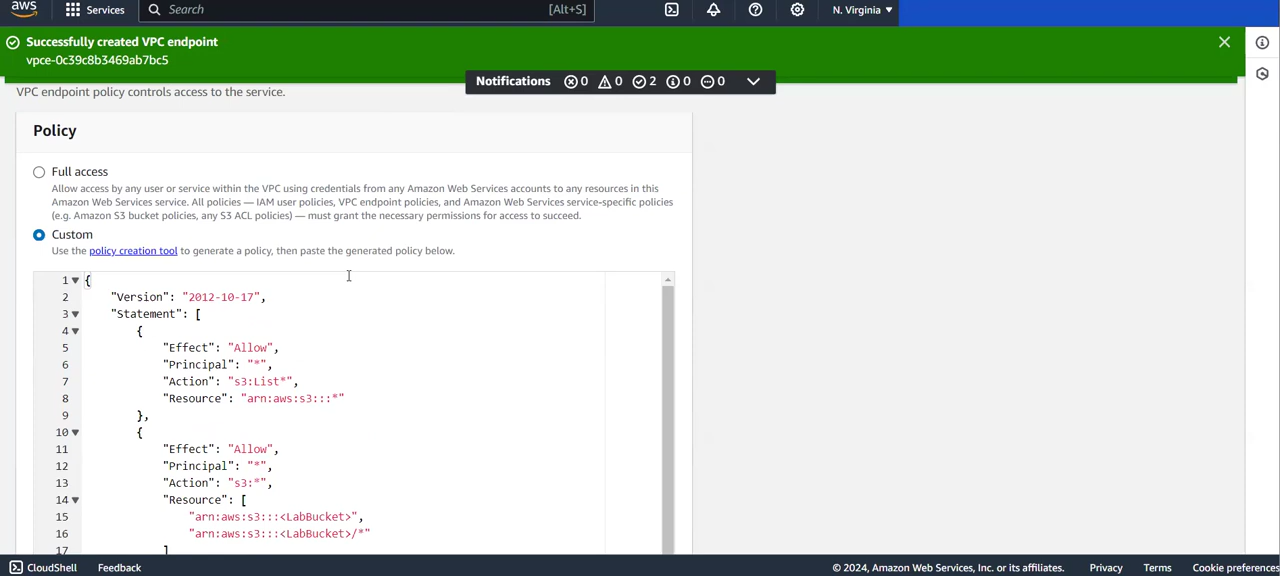 aws
Services
Search
[Alt+S]
N. Virginia
Successfully created VPC endpoint
vpce-0c39c8b3469ab7bc5
Notifications 0 0 2 0 0
VPC endpoint policy controls access to the service.
Policy
Full access
Allow access by any user or service within the VPC using credentials from any Amazon Web Services accounts to any resources in this
Amazon Web Services service. All policies — IAM user policies, VPC endpoint policies, and Amazon Web Services service-specific policies
(e.g. Amazon S3 bucket policies, any S3 ACL policies) — must grant the necessary permissions for access to succeed.
Custom
Use the policy creation tool to generate a policy, then paste the generated policy below.
1 {
2 "Version": "2012-10-17",
3 "Statement": [
4 {
5 "Effect": "Allow",
6 "Principal": "*",
7 "Action": "s3:List*",
8 "Resource": "arn:aws:s3:::*"
9 },
10 {
11 "Effect": "Allow",
12 "Principal": "*",
13 "Action": "s3:*",
14 "Resource": [
15 "arn:aws:s3:::<LabBucket>",
16 "arn:aws:s3:::<LabBucket>/*"
17 ]
CloudShell
Feedback
© 2024, Amazon Web Services, Inc. or its affiliates.
Privacy
Terms
Cookie preferences